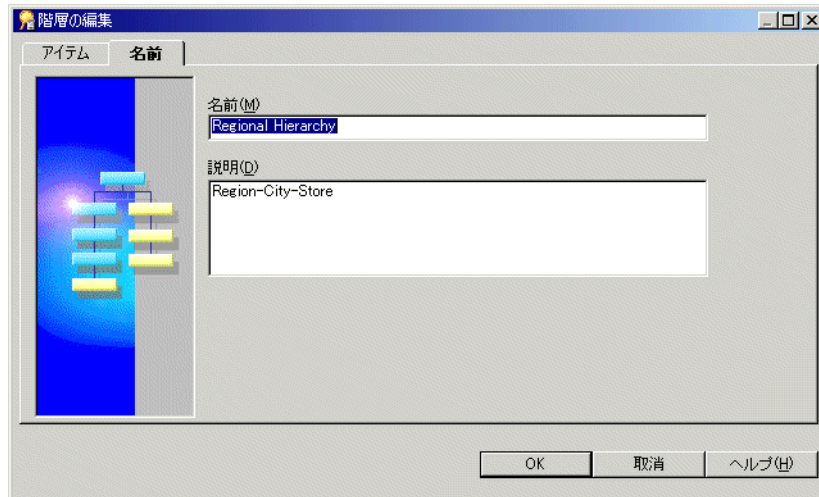 階層の編集
アイテム 名前
名前(M)
Regional Hierarchy
説明(D)
Region-City-Store
OK 取消 ヘルプ(H)